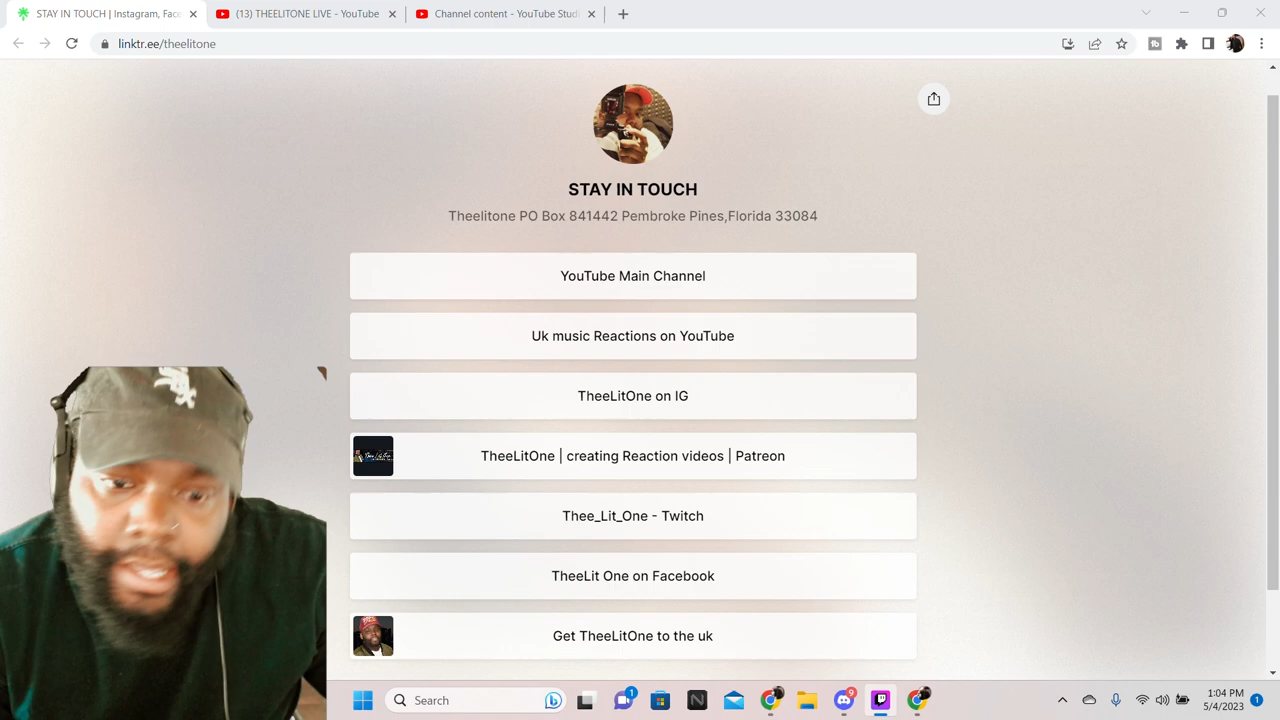 STAY IN TOUCH | Instagram, Face
(13) THEELITONE LIVE - YouTube
Channel content - YouTube Stud
linktr.ee/theelitone
STAY IN TOUCH
Theelitone PO Box 841442 Pembroke Pines,Florida 33084
YouTube Main Channel
Uk music Reactions on YouTube
TheeLitOne on IG
TheeLitOne | creating Reaction videos | Patreon
Thee_Lit_One - Twitch
TheeLit One on Facebook
Get TheeLitOne to the uk
Search
1
9
1:04 PM
5/4/2023
1